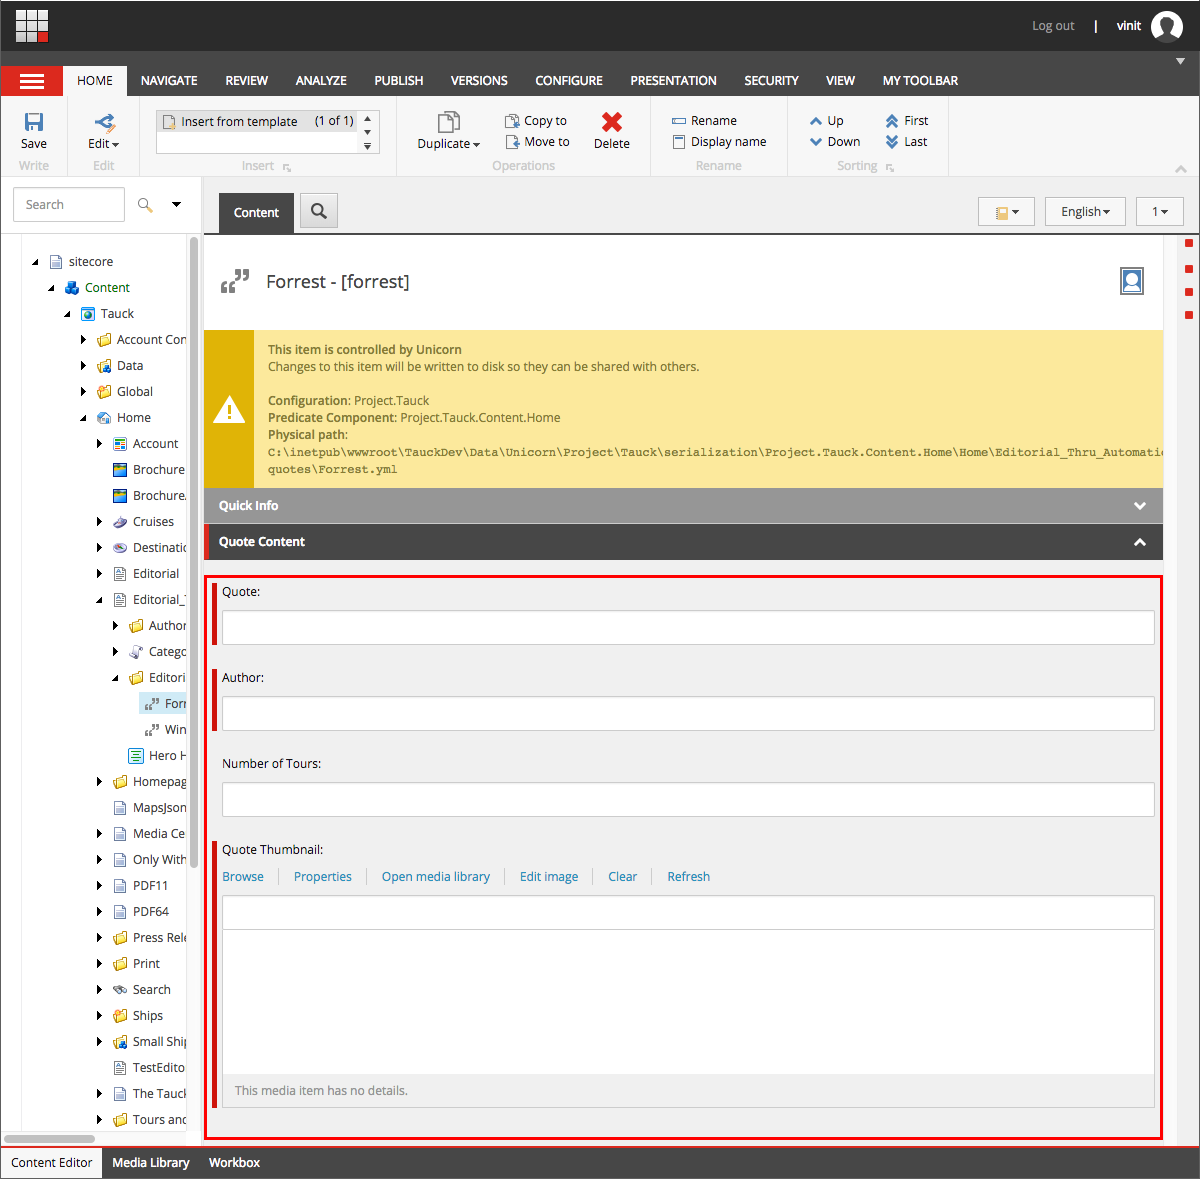 Log out | vinit
HOME NAVIGATE REVIEW ANALYZE PUBLISH VERSIONS CONFIGURE PRESENTATION SECURITY VIEW MY TOOLBAR
Insert from template (1 of 1)
Save Edit Duplicate Copy to Move to Delete Rename Display name Up Down First Last
Write Edit Insert Operations Rename Sorting
Search
Content
English 1
sitecore
Content
Tauck
Account Con
Data
Global
Home
Account
Brochure
Brochure
Cruises
Destinatio
Editorial
Editorial_
Author
Catego
Editori
Forr
Win
Hero H
Homepag
MapsJson
Media Ce
Only With
PDF11
PDF64
Press Rele
Print
Search
Ships
Small Ship
TestEdito
The Tauck
Tours and
Forrest - [forrest]
This item is controlled by Unicorn
Changes to this item will be written to disk so they can be shared with others.
Configuration: Project.Tauck
Predicate Component: Project.Tauck.Content.Home
Physical path:
C:\inetpub\wwwroot\TauckDev\Data\Unicorn\Project\Tauck\serialization\Project.Tauck.Content.Home\Home\Editorial_Thru_Automatic
quotes\Forrest.yml
Quick Info
Quote Content
Quote:
Author:
Number of Tours:
Quote Thumbnail:
Browse Properties Open media library Edit image Clear Refresh
This media item has no details.
Content Editor Media Library Workbox